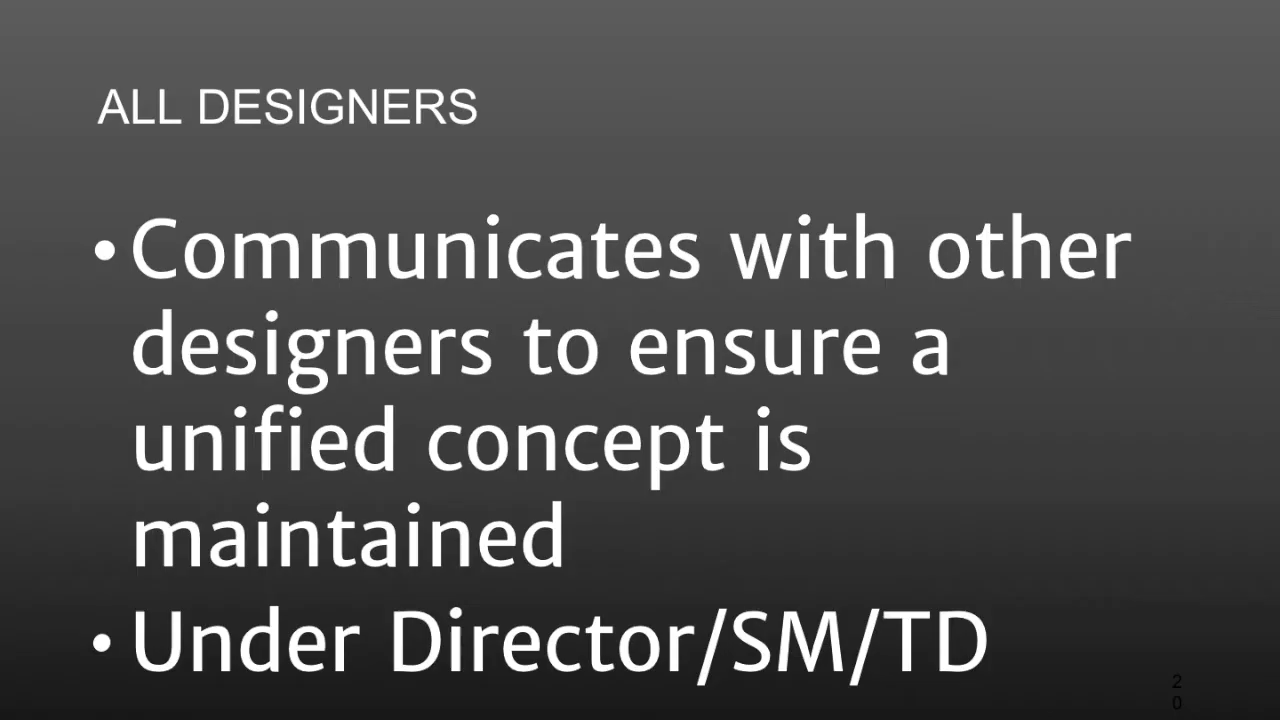 ALL DESIGNERS
•Communicates with other
designers to ensure a
unified concept is
maintained
•Under Director/SM/TD
2
0